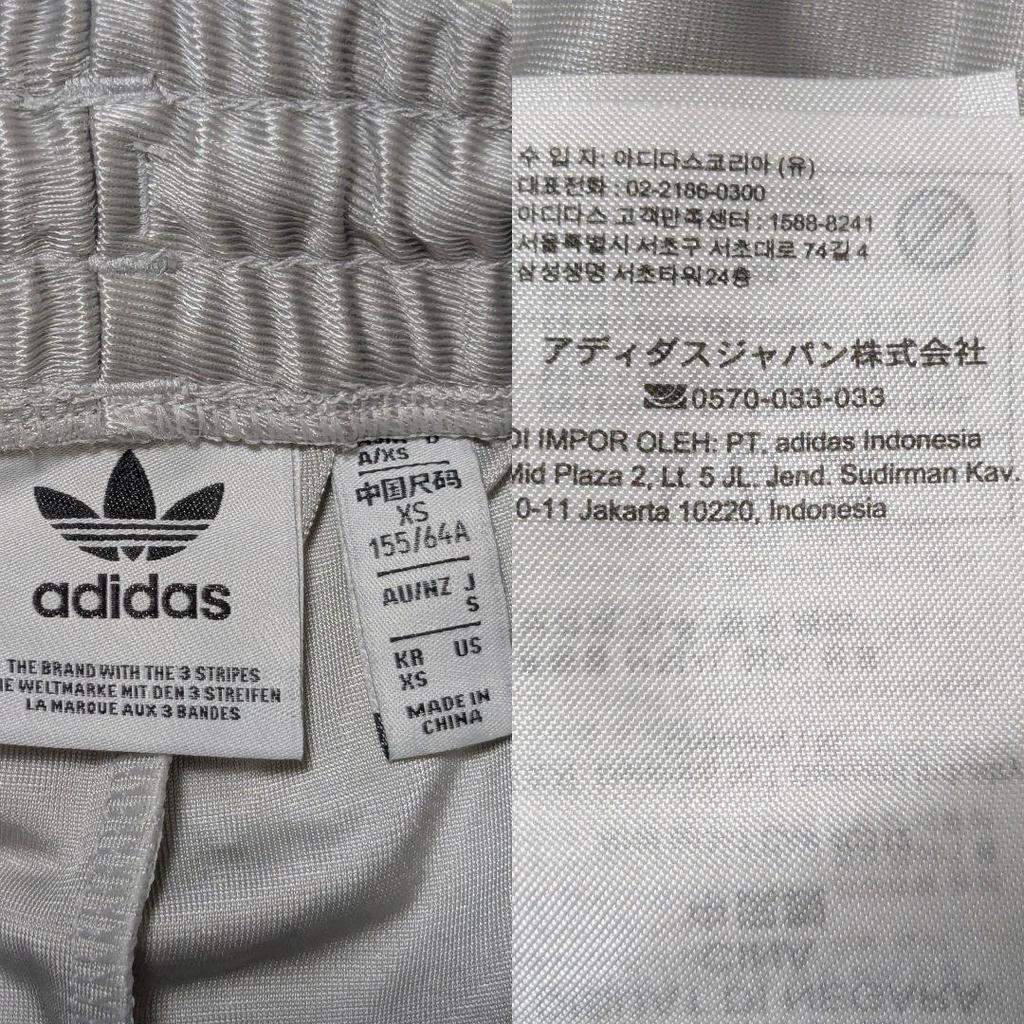 adidas
THE BRAND WITH THE 3 STRIPES
IE WELTMARKE MIT DEN 3 STREIFEN
LA MARQUE AUX 3 BANDES
A/XS
中国尺码
XS
155/64A
AU/NZ J
S
KR US
XS
MADE IN
CHINA
수 입 자: 아디다스코리아 (유)
대표전화 : 02-2186-0300
아디다스 고객만족센터 : 1588-8241
서울특별시 서초구 서초대로 74길 4
삼성생명 서초타워24층
アディダスジャパン株式会社
0570-033-033
DI IMPOR OLEH: PT. adidas Indonesia
Mid Plaza 2, Lt. 5 JL. Jend. Sudirman Kav.
0-11 Jakarta 10220, Indonesia